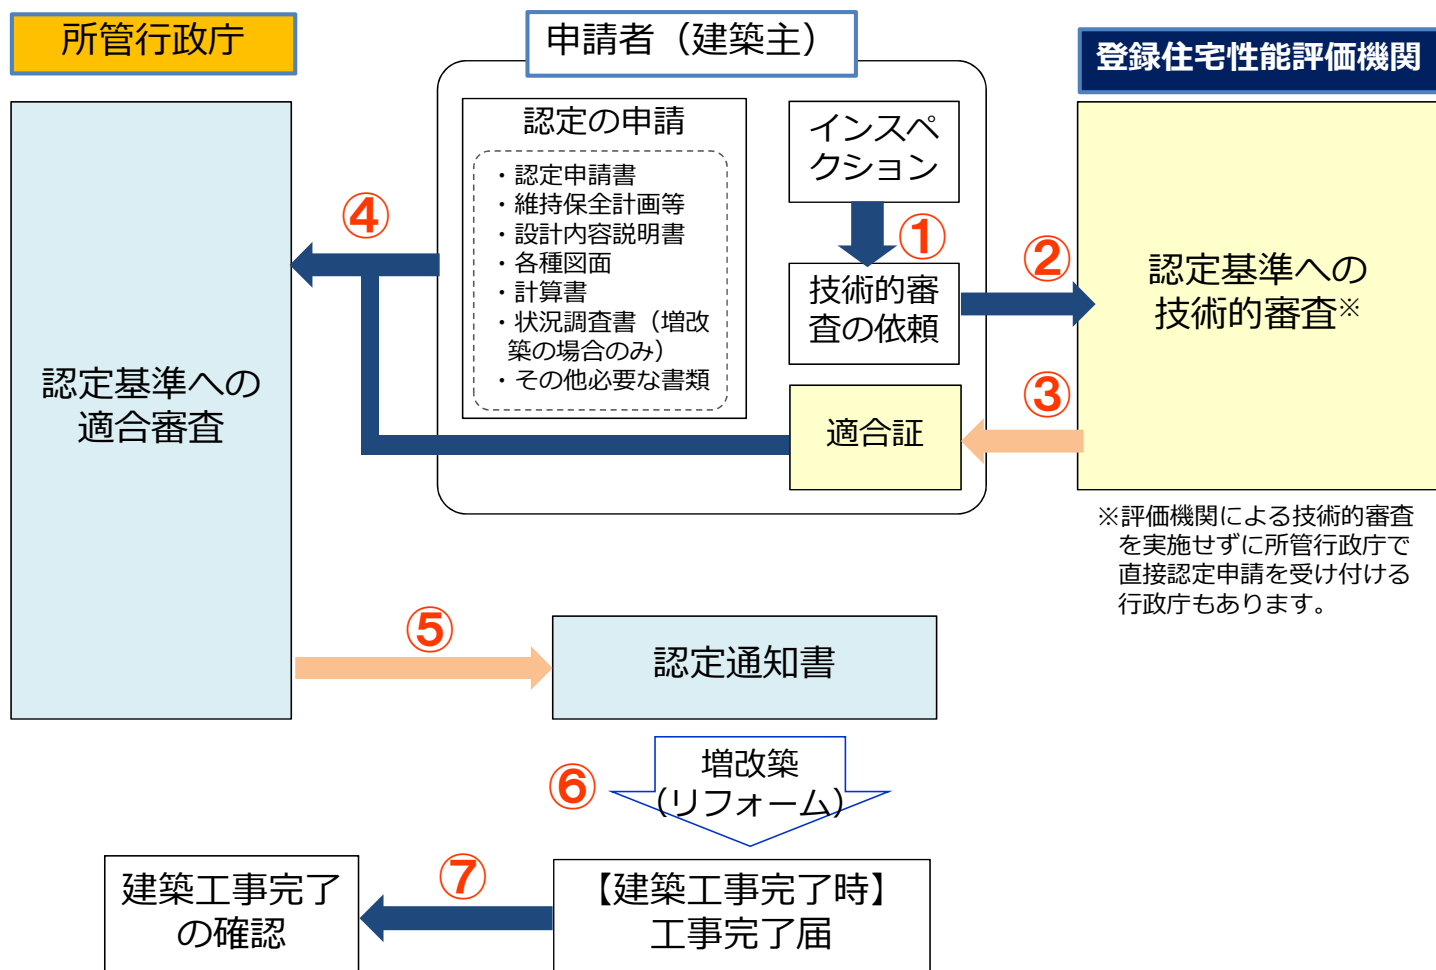 所管行政庁
申請者（建築主）
登録住宅性能評価機関
認定基準への
適合審査
④
認定の申請
・認定申請書
・維持保全計画等
・設計内容説明書
・各種図面
・計算書
・状況調査書（増改
築の場合のみ）
・その他必要な書類
インスペ
クション
①
技術的審
査の依頼
②
認定基準への
技術的審査※
③
適合証
※評価機関による技術的審査
を実施せずに所管行政庁で
直接認定申請を受け付ける
行政庁もあります。
⑤
認定通知書
⑥
増改築
（リフォーム）
⑦
【建築工事完了時】
工事完了届
建築工事完了
の確認